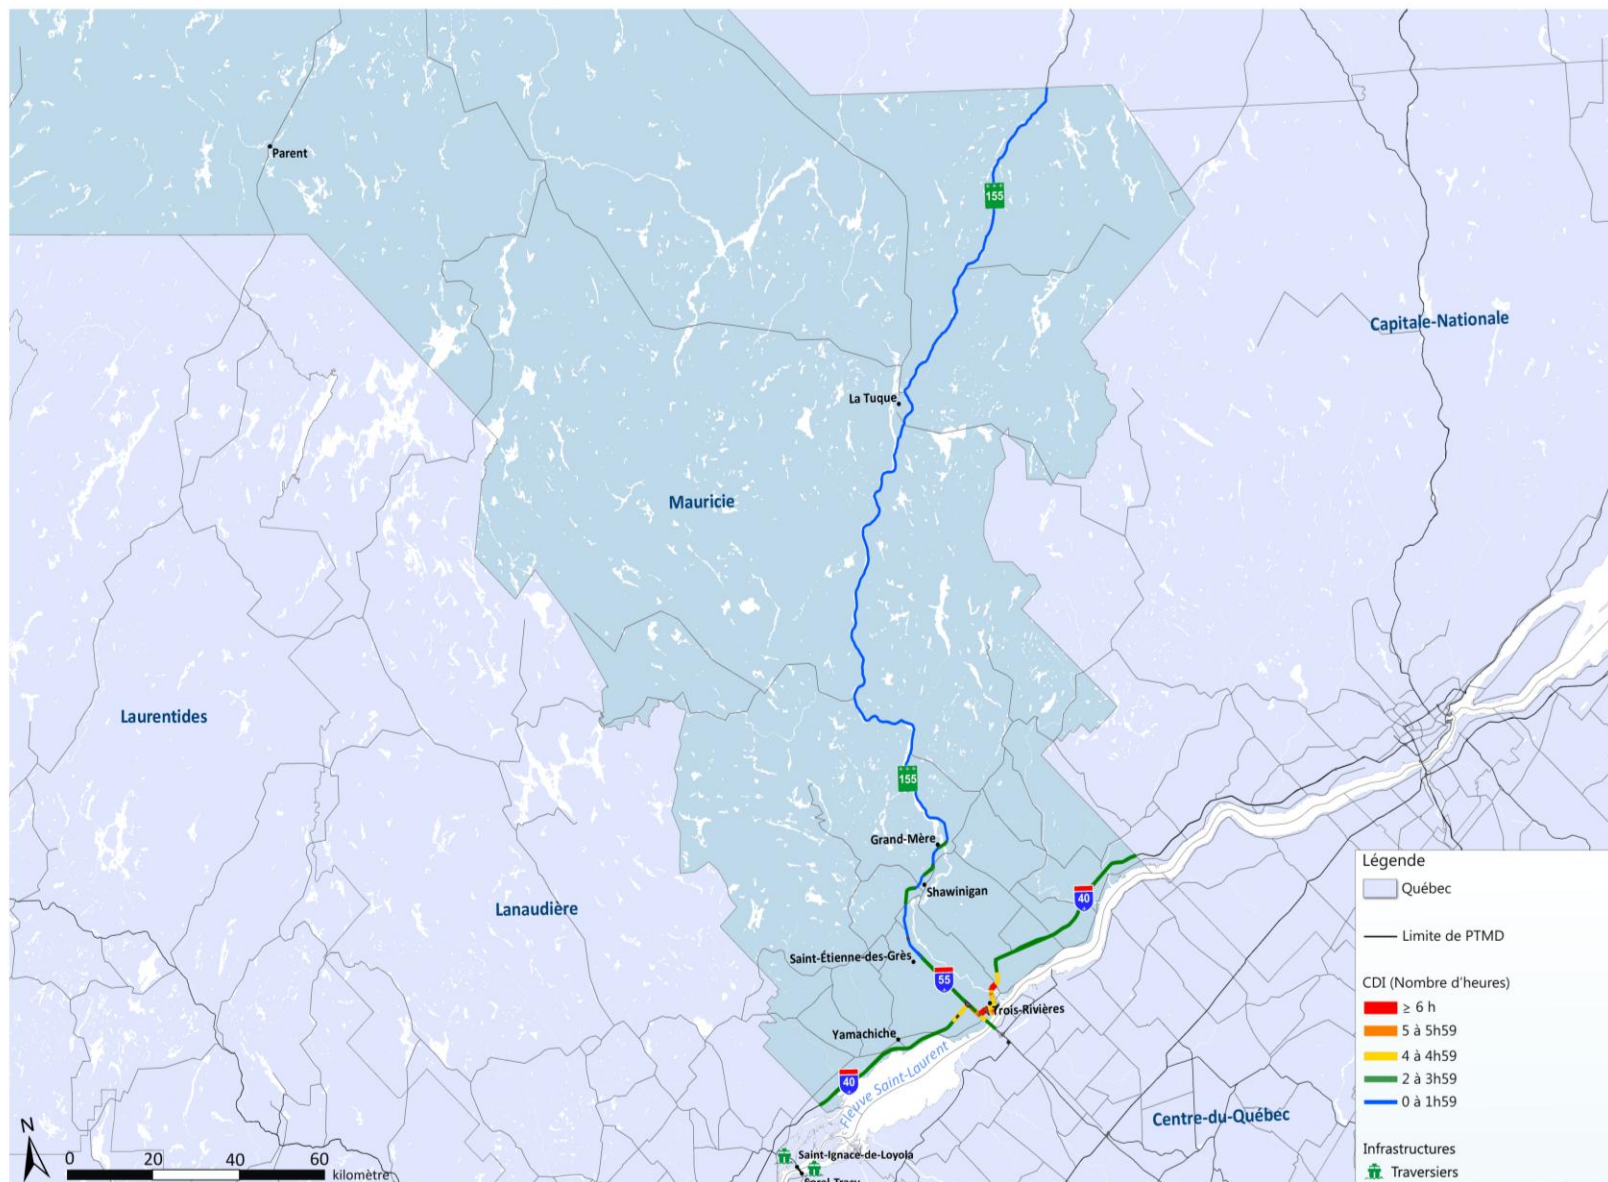 Parent
155
Capitale-Nationale
La Tuque
Mauricie
Laurentides
155
Grand-Mère
Shawinigan
Lanaudière
40
Saint-Étienne-des-Grès
55
Trois-Rivières
Yamachiche
40
Fleuve Saint-Laurent
Centre-du-Québec
Saint-Ignace-de-Loyola
Sorel-Tracy
N
0 20 40 60
kilomètre
Légende
Québec
Limite de PTMD
CDI (Nombre d'heures)
≥ 6 h
5 à 5h59
4 à 4h59
2 à 3h59
0 à 1h59
Infrastructures
Traversiers